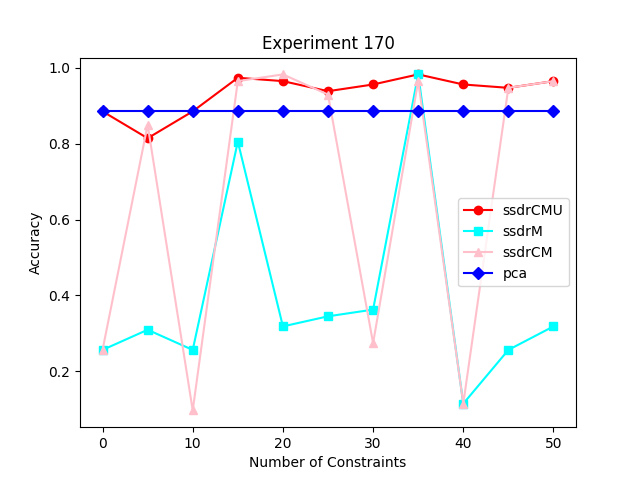 Experiment 170
1.0
0.8
0.6
0.4
0.2
Accuracy
ssdrCMU
ssdrM
ssdrCM
pca
0 10 20 30 40 50
Number of Constraints